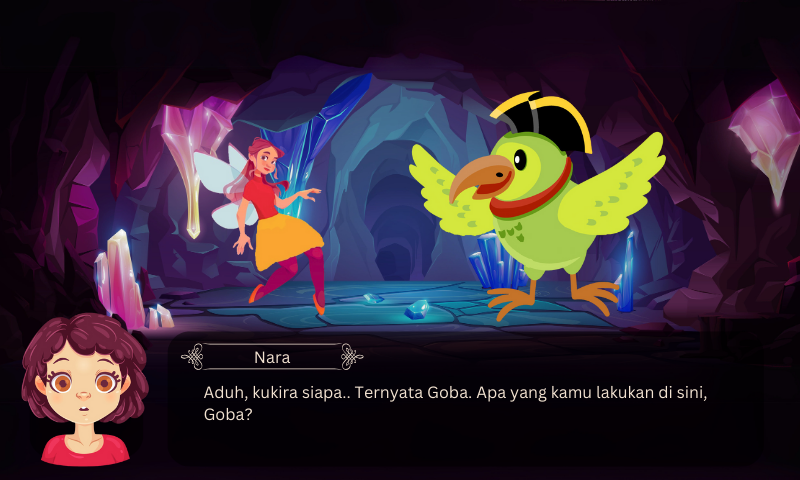 Nara
Aduh, kukira siapa.. Ternyata Goba. Apa yang kamu lakukan di sini,
Goba?